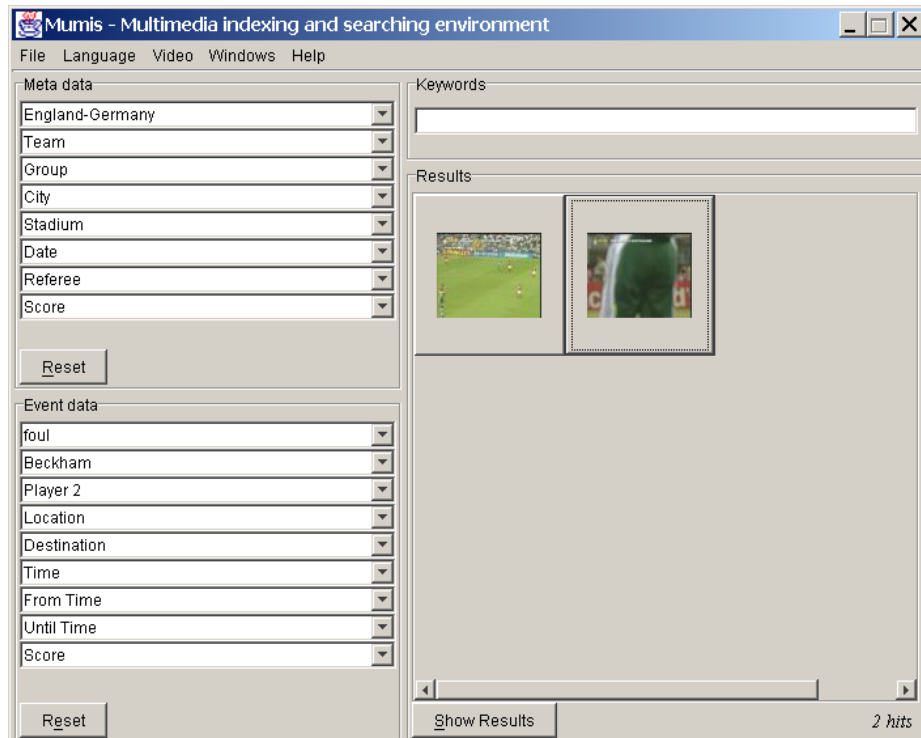 Mumis - Multimedia indexing and searching environment
File Language Video Windows Help
Meta data
England-Germany
Team
Group
City
Stadium
Date
Referee
Score
Reset
Event data
foul
Beckham
Player 2
Location
Destination
Time
From Time
Until Time
Score
Reset
Keywords
Results
Show Results
2 hits